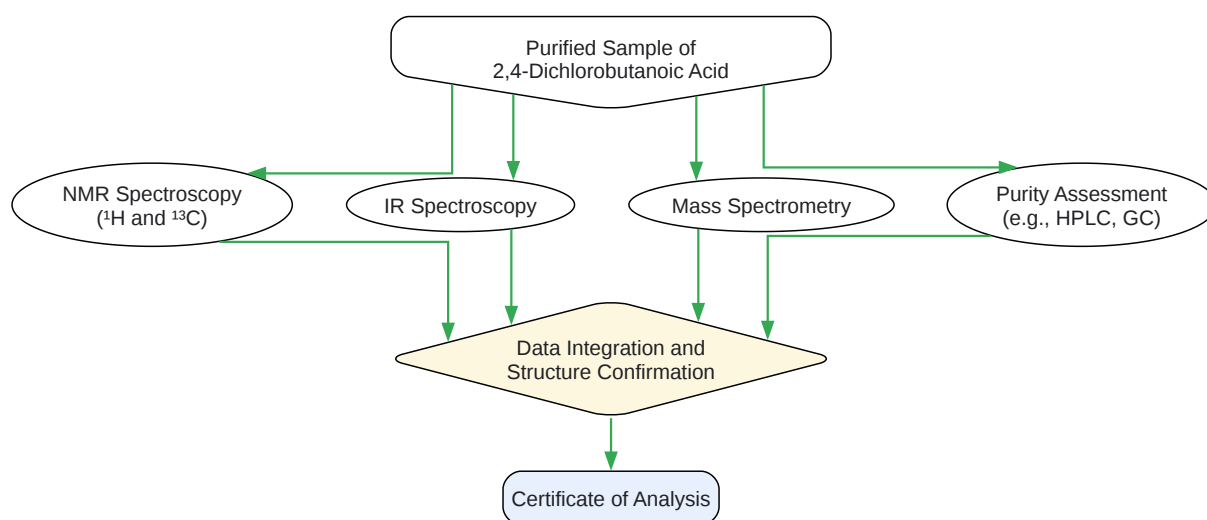 Purified Sample of
2,4-Dichlorobutanoic Acid
NMR Spectroscopy
(¹H and ¹³C)
IR Spectroscopy
Mass Spectrometry
Purity Assessment
(e.g., HPLC, GC)
Data Integration and
Structure Confirmation
Certificate of Analysis